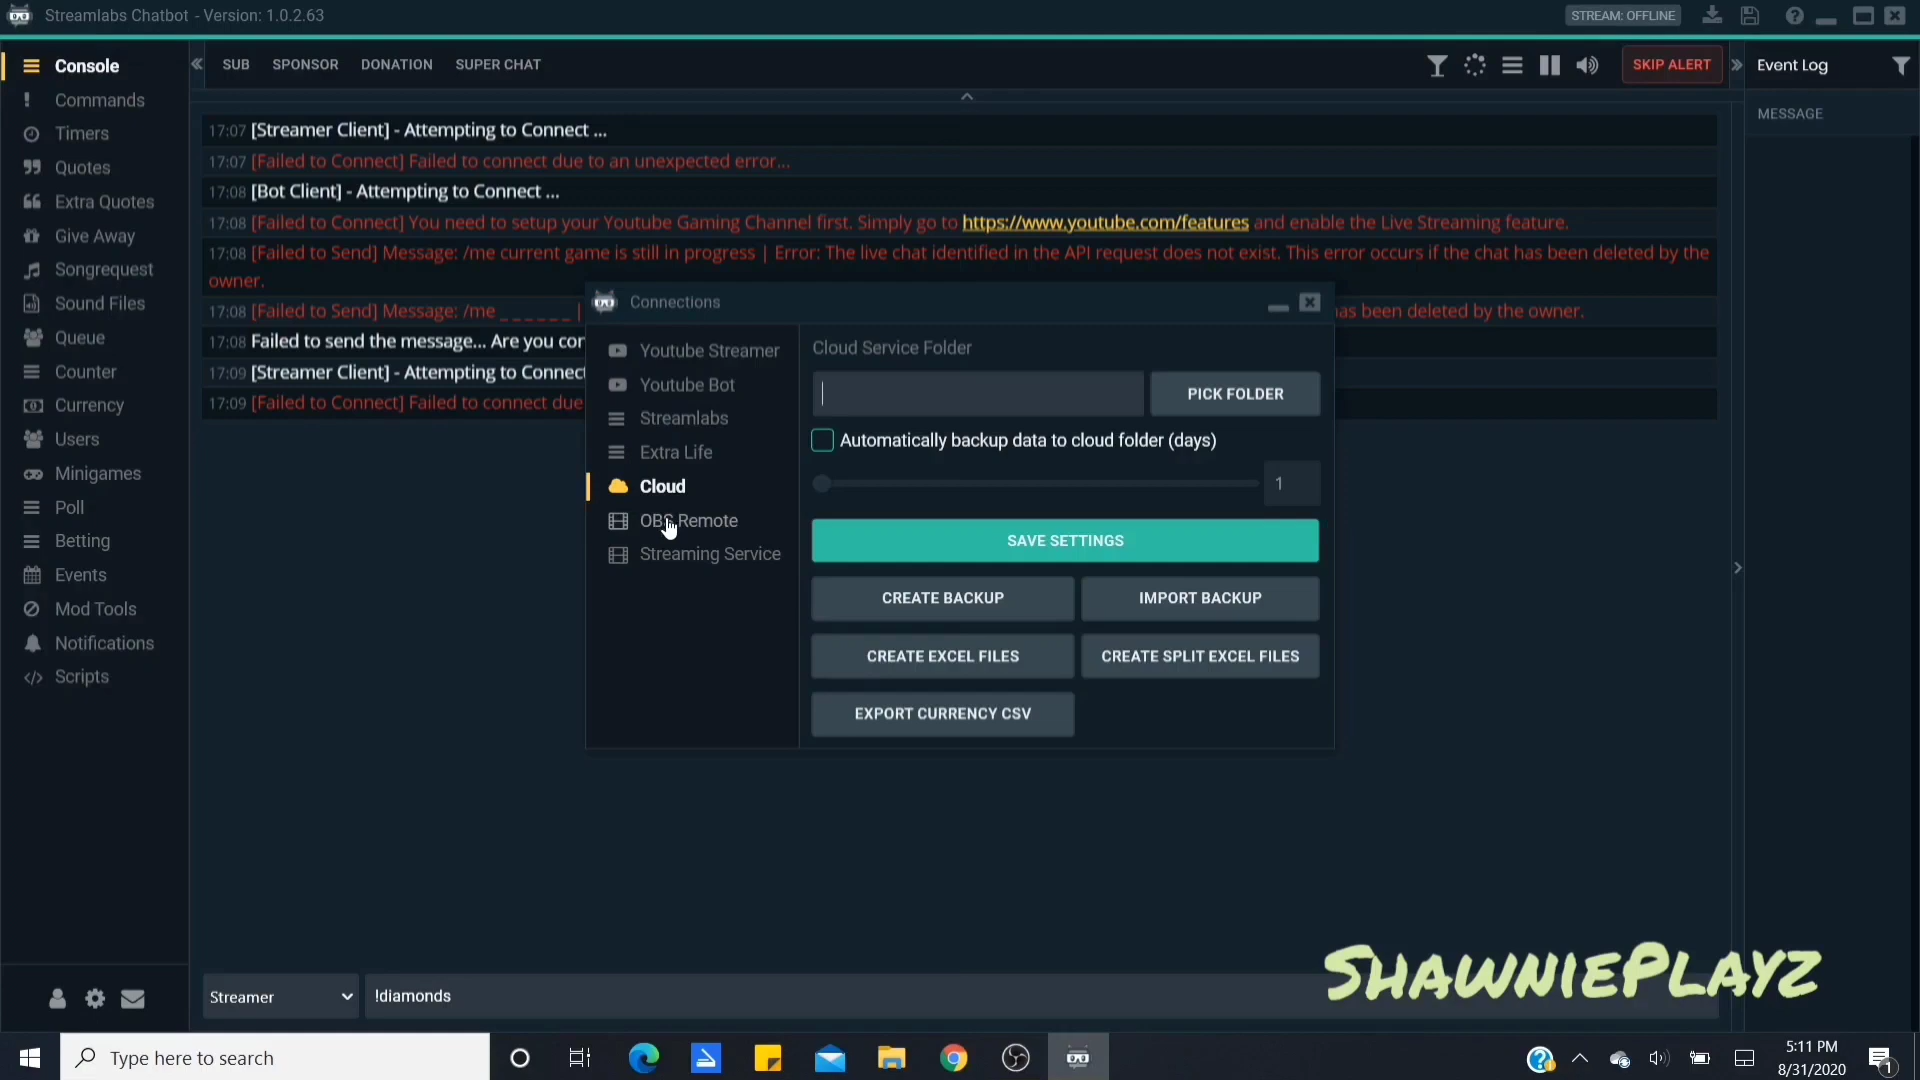 Streamlabs Chatbot - Version: 1.0.2.63
STREAM: OFFLINE
Console
Commands
Timers
Quotes
Extra Quotes
Give Away
Songrequest
Sound Files
Queue
Counter
Currency
Users
Minigames
Poll
Betting
Events
Mod Tools
Notifications
Scripts
SUB SPONSOR DONATION SUPER CHAT
SKIP ALERT
Event Log
MESSAGE
17:07 [Streamer Client] - Attempting to Connect ...
17:07 [Failed to Connect] Failed to connect due to an unexpected error...
17:08 [Bot Client] - Attempting to Connect ...
17:08 [Failed to Connect] You need to setup your Youtube Gaming Channel first. Simply go to https://www.youtube.com/features and enable the Live Streaming feature.
17:08 [Failed to Send] Message: /me current game is still in progress | Error: The live chat identified in the API request does not exist. This error occurs if the chat has been deleted by the
owner.
17:08 [Failed to Send] Message: /me _ _ _ _ _ _ | has been deleted by the owner.
17:08 Failed to send the message... Are you con
17:09 [Streamer Client] - Attempting to Connect
17:09 [Failed to Connect] Failed to connect due
Connections
Youtube Streamer
Youtube Bot
Streamlabs
Extra Life
Cloud
OBS Remote
Streaming Service
Cloud Service Folder
PICK FOLDER
Automatically backup data to cloud folder (days)
1
SAVE SETTINGS
CREATE BACKUP IMPORT BACKUP
CREATE EXCEL FILES CREATE SPLIT EXCEL FILES
EXPORT CURRENCY CSV
Streamer
!diamonds
SHAWNIEPLAYZ
Type here to search
5:11 PM
8/31/2020
1